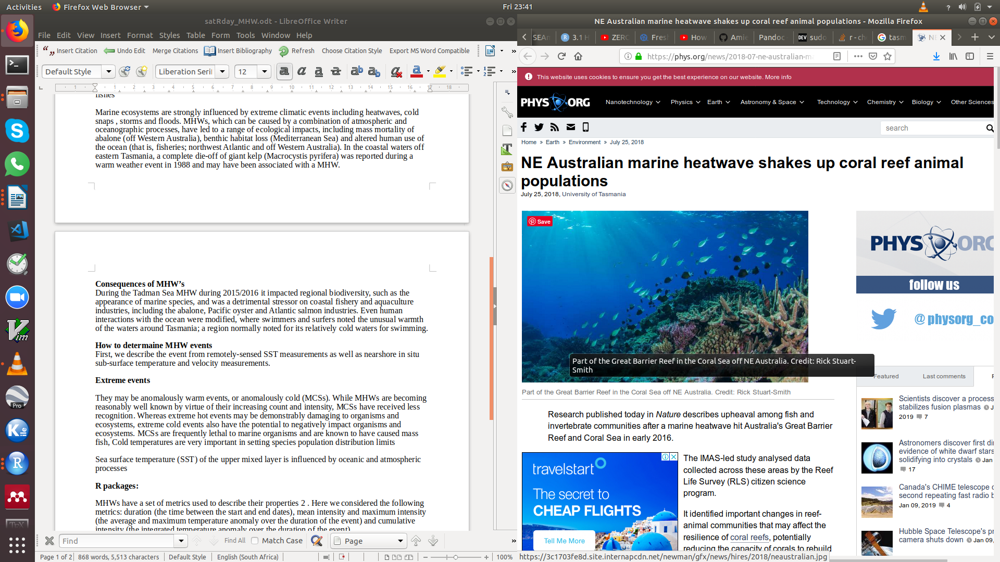 Activities
Firefox Web Browser
Fri 23:41
satRday_MHW.odt - LibreOffice Writer
File Edit View Insert Format Styles Table Form Tools Window Help
Insert Citation Undo Edit Merge Citations Insert Bibliography Refresh Choose Citation Style Export MS Word Compatible
Default Style Liberation Seri 12
1 1 2 3 4 5 6 7 8 9 10 11 12 13 14 15 16 17 18
fishes
Marine ecosystems are strongly influenced by extreme climatic events including heatwaves, cold
snaps , storms and floods. MHWs, which can be caused by a combination of atmospheric and
oceanographic processes, have led to a range of ecological impacts, including mass mortality of
abalone (off Western Australia), benthic habitat loss (Mediterranean Sea) and altered human use of
the ocean (that is, fisheries; northwest Atlantic and off Western Australia). In the coastal waters off
eastern Tasmania, a complete die-off of giant kelp (Macrocystis pyrifera) was reported during a
warm weather event in 1988 and may have been associated with a MHW.
Consequences of MHW’s
During the Tadman Sea MHW during 2015/2016 it impacted regional biodiversity, such as the
appearance of marine species, and was a detrimental stressor on coastal fishery and aquaculture
industries, including the abalone, Pacific oyster and Atlantic salmon industries. Even human
interactions with the ocean were modified, where swimmers and surfers noted the unusual warmth
of the waters around Tasmania; a region normally noted for its relatively cold waters for swimming.
How to determaine MHW events
First, we describe the event from remotely-sensed SST measurements as well as nearshore in situ
sub-surface temperature and velocity measurements.
Extreme events
They may be anomalously warm events, or anomalously cold (MCSs). While MHWs are becoming
reasonably well known by virtue of their increasing count and intensity, MCSs have received less
recognition. Whereas extreme hot events may be demonstrably damaging to organisms and
ecosystems, extreme cold events also have the potential to negatively impact organisms and
ecosystems. MCSs are frequently lethal to marine organisms and are known to have caused mass
fish, Cold temperatures are very important in setting species population distribution limits
Sea surface temperature (SST) of the upper mixed layer is influenced by oceanic and atmospheric
processes
R packages:
MHWs have a set of metrics used to describe their properties 2 . Here we considered the following
metrics: duration (the time between the start and end dates), mean intensity and maximum intensity
(the average and maximum temperature anomaly over the duration of the event) and cumulative
intensity (the integrated temperature anomaly over the duration of the event)
Find Find All Match Case Page
Page 1 of 2 868 words, 5,513 characters Default Style English (South Africa) 100%
NE Australian marine heatwave shakes up coral reef animal populations - Mozilla Firefox
SEAr 3.1 H ZERC Fresh How Amie Pandoc DEV sudo r - ch tasm NE
https://phys.org/news/2018-07-ne-australian-ma
This website uses cookies to ensure you get the best experience on our website. More info
PHYS ORG
Nanotechnology Physics Earth Astronomy & Space Technology Chemistry Biology Other Sciences
search
Home » Earth » Environment » July 25, 2018
NE Australian marine heatwave shakes up coral reef animal
populations
July 25, 2018, University of Tasmania
Save
Part of the Great Barrier Reef in the Coral Sea off NE Australia. Credit: Rick Stuart-
Smith
Part of the Great Barrier Reef in the Coral Sea off NE Australia. Credit: Rick Stuart-Smith
Research published today in Nature describes upheaval among fish and
invertebrate communities after a marine heatwave hit Australia's Great Barrier
Reef and Coral Sea in early 2016.
travelstart
The secret to
CHEAP FLIGHTS
Tell Me More
The IMAS-led study analysed data
collected across these areas by the Reef
Life Survey (RLS) citizen science
program.
It identified important changes in reef-
animal communities that may affect the
resilience of coral reefs, potentially
reducing the capacity of corals to rebuild
PHYS ORG
follow us
@physorg_co
Featured Last comments
Scientists discover a process
stabilizes fusion plasmas J
2019 7
Astronomers discover first di
evidence of white dwarf stars
solidifying into crystals Jan
17
Canada's CHIME telescope
second repeating fast radio b
Jan 09, 2019 4
Hubble Space Telescope's pr
camera shuts down Jan 09,
https://3c1703fe8d.site.internapcdn.net/newman/gfx/news/hires/2018/neaustralian.jpg
Vim
Pro
Kile
R
TEX